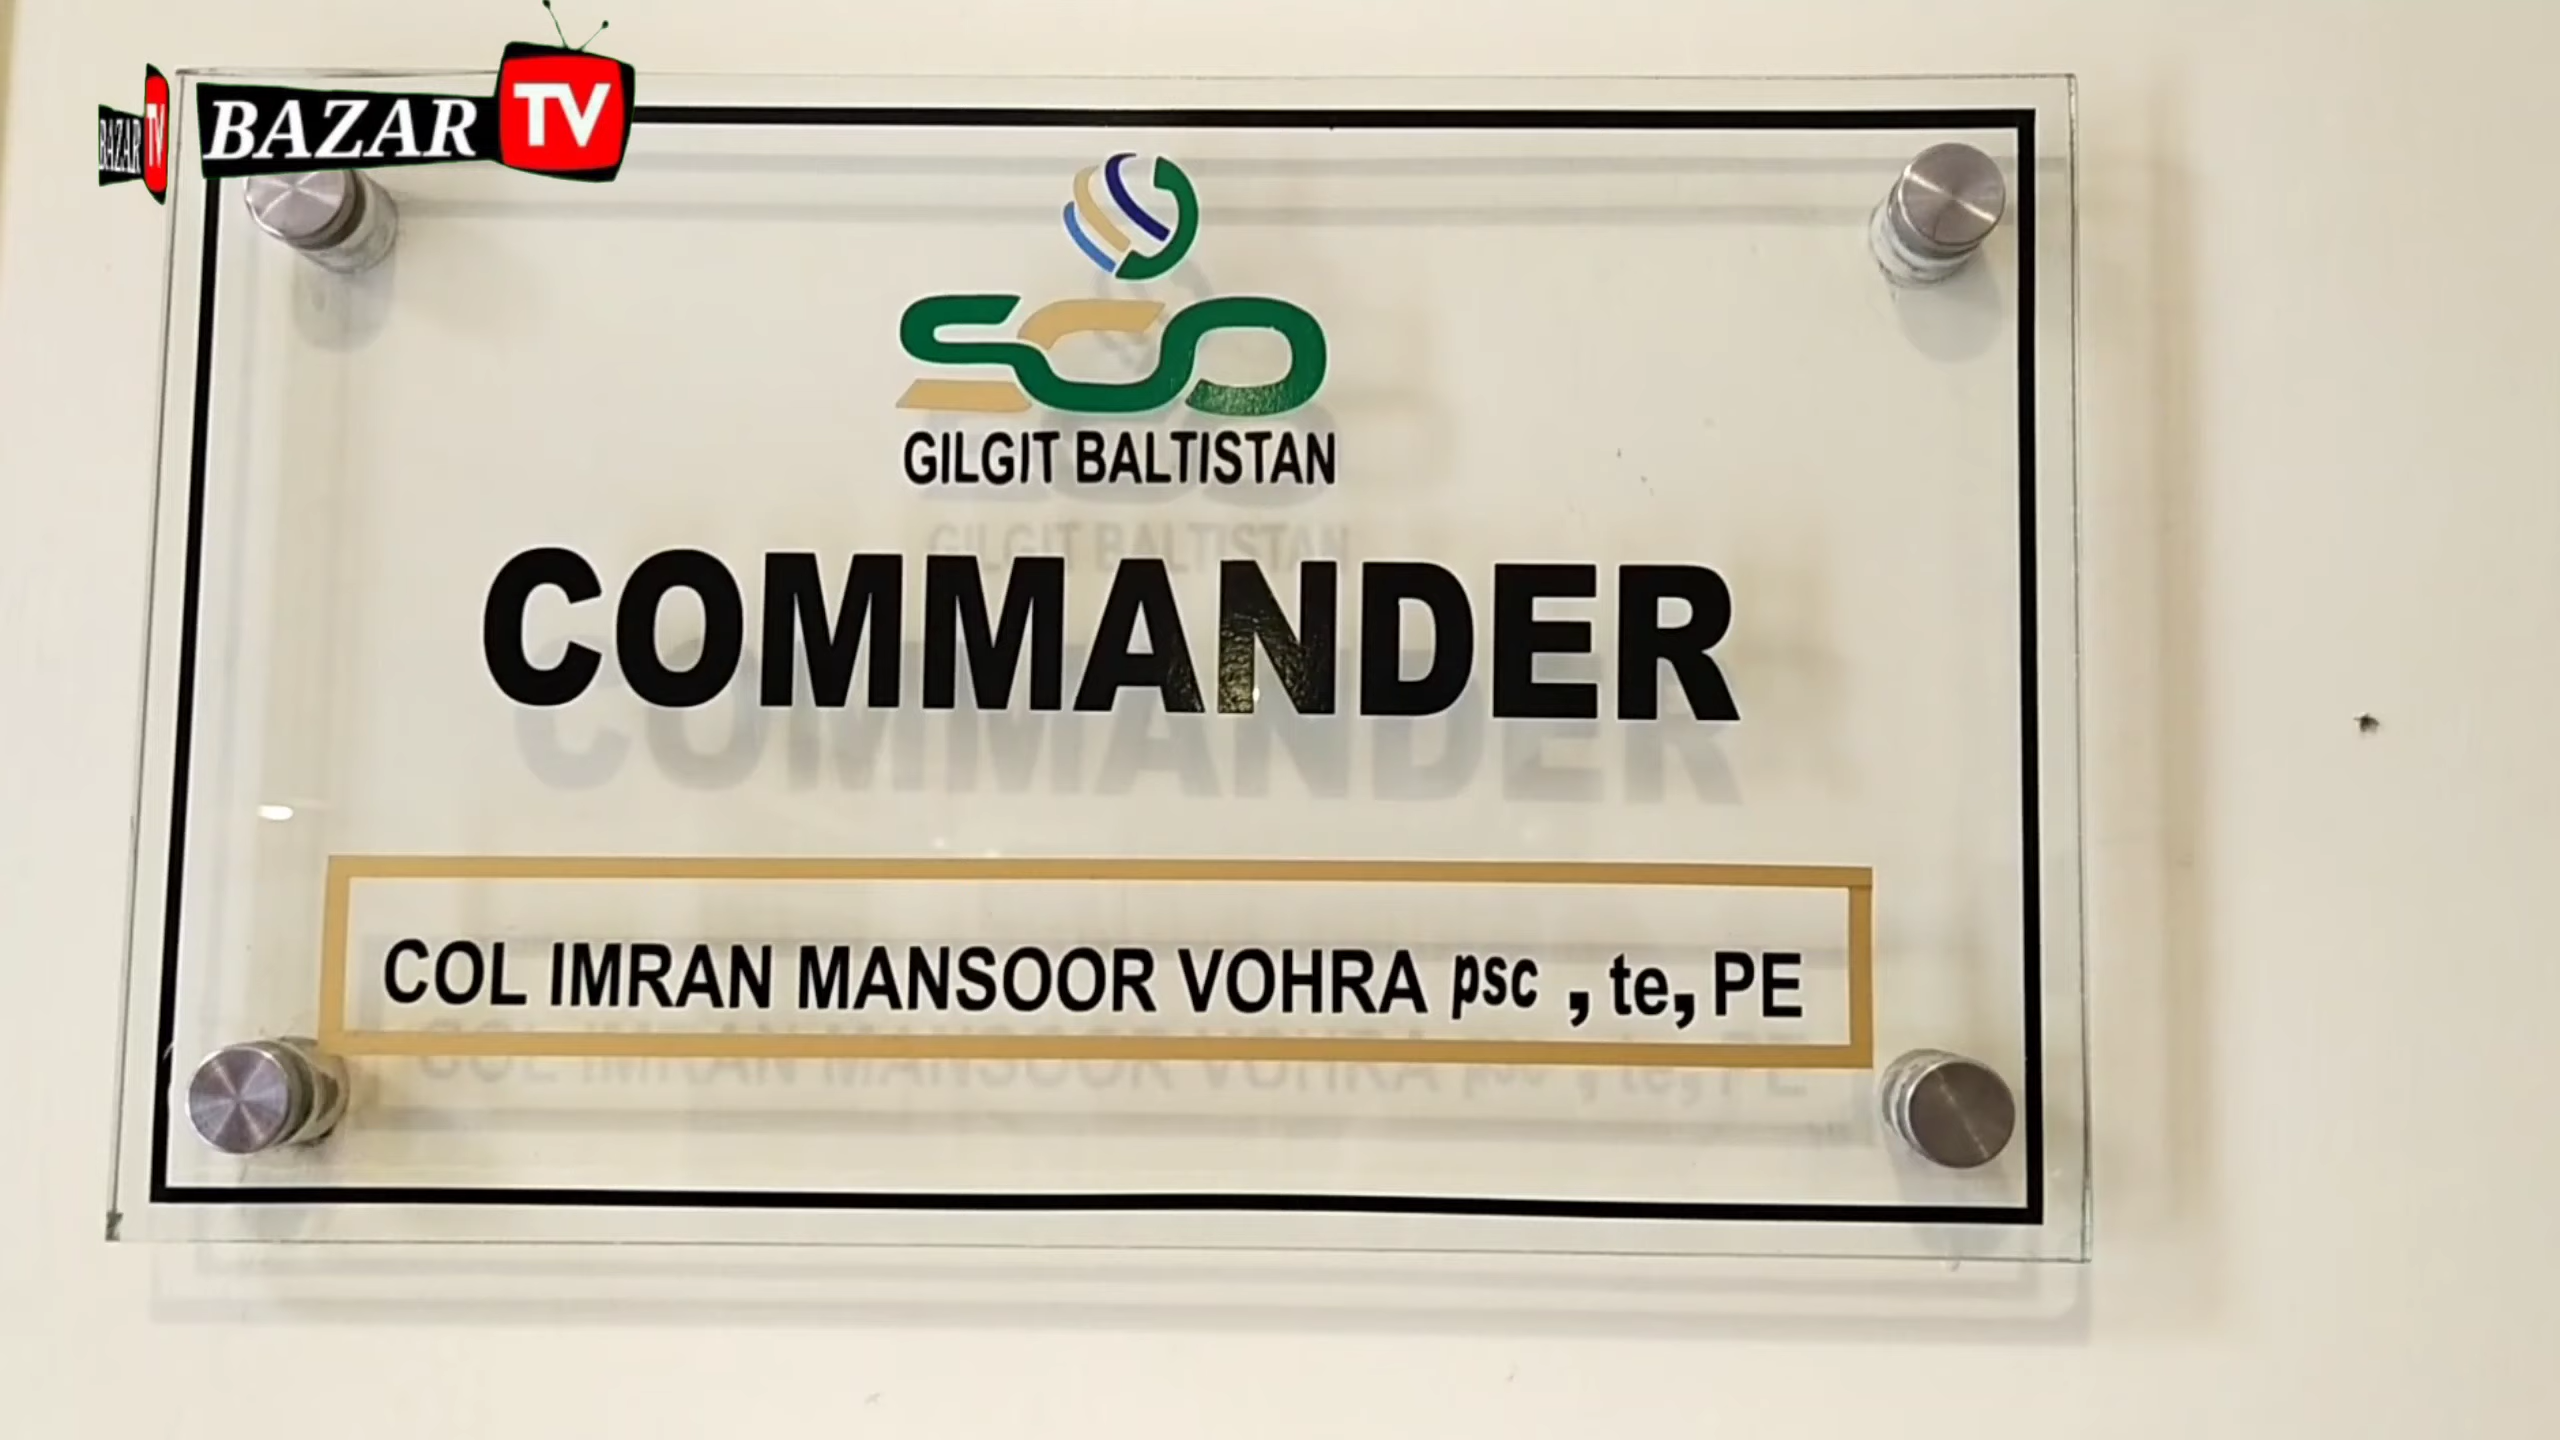 BAZAR TV
BAZAR TV
SCO
GILGIT BALTISTAN
COMMANDER
COL IMRAN MANSOOR VOHRA psc , te, PE